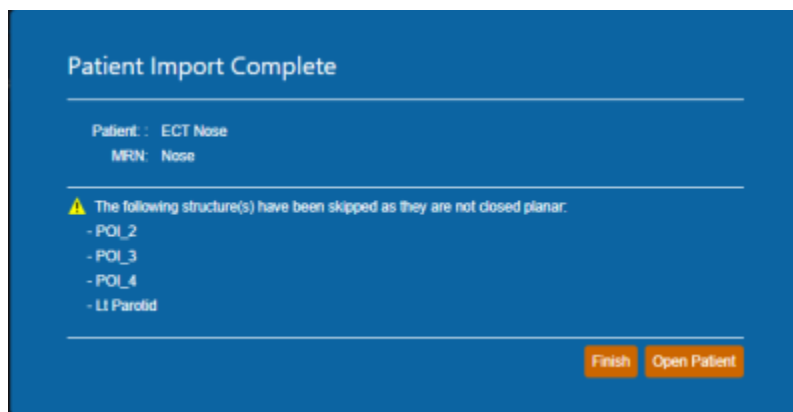 Patient Import Complete
Patient: : ECT Nose
MRN: Nose
The following structure(s) have been skipped as they are not closed planar:
- POI_2
- POI_3
- POI_4
- Lt Parotid
Finish Open Patient